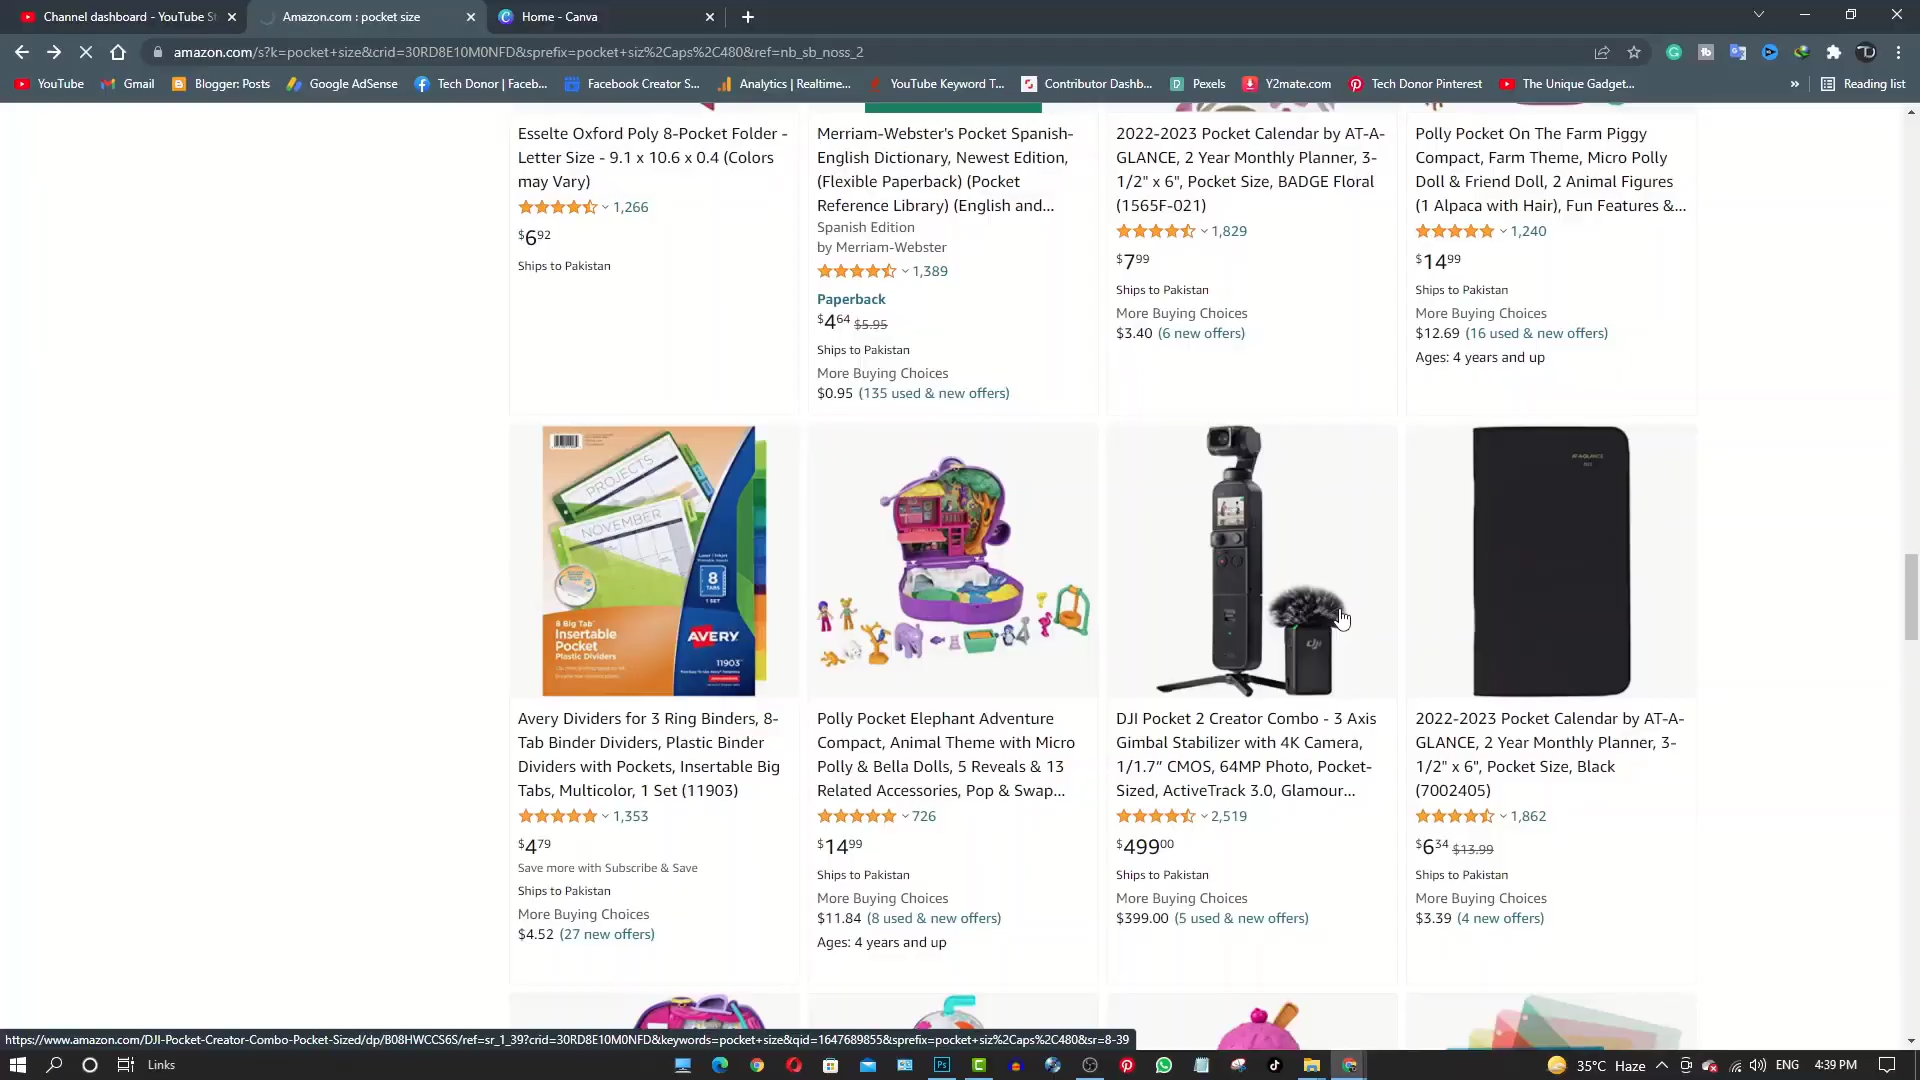 Channel dashboard - YouTube St
Amazon.com : pocket size
Home - Canva
amazon.com/s?k=pocket+size&crid=30RD8E10M0NFD&sprefix=pocket+siz%2Caps%2C480&ref=nb_sb_noss_2
YouTube
Gmail
Blogger: Posts
Google AdSense
Tech Donor | Faceb...
Facebook Creator S...
Analytics | Realtime...
YouTube Keyword T...
Contributor Dashb...
Pexels
Y2mate.com
Tech Donor Pinterest
The Unique Gadget...
»
Reading list
Esselte Oxford Poly 8-Pocket Folder -
Letter Size - 9.1 x 10.6 x 0.4 (Colors
may Vary)
1,266
$6 92
Ships to Pakistan
Merriam-Webster's Pocket Spanish-
English Dictionary, Newest Edition,
(Flexible Paperback) (Pocket
Reference Library) (English and...
Spanish Edition
by Merriam-Webster
1,389
Paperback
$4 64 $5.95
Ships to Pakistan
More Buying Choices
$0.95 (135 used & new offers)
2022-2023 Pocket Calendar by AT-A-
GLANCE, 2 Year Monthly Planner, 3-
1/2" x 6", Pocket Size, BADGE Floral
(1565F-021)
1,829
$7 99
Ships to Pakistan
More Buying Choices
$3.40 (6 new offers)
Polly Pocket On The Farm Piggy
Compact, Farm Theme, Micro Polly
Doll & Friend Doll, 2 Animal Figures
(1 Alpaca with Hair), Fun Features &...
1,240
$14 99
Ships to Pakistan
More Buying Choices
$12.69 (16 used & new offers)
Ages: 4 years and up
PROJECTS
NOVEMBER
8
TABS
1 SET
8 Big Tab
Insertable
Pocket
Plastic Dividers
AVERY
11903
dji
AT-A-GLANCE
Avery Dividers for 3 Ring Binders, 8-
Tab Binder Dividers, Plastic Binder
Dividers with Pockets, Insertable Big
Tabs, Multicolor, 1 Set (11903)
1,353
$4 79
Save more with Subscribe & Save
Ships to Pakistan
More Buying Choices
$4.52 (27 new offers)
Polly Pocket Elephant Adventure
Compact, Animal Theme with Micro
Polly & Bella Dolls, 5 Reveals & 13
Related Accessories, Pop & Swap...
726
$14 99
Ships to Pakistan
More Buying Choices
$11.84 (8 used & new offers)
Ages: 4 years and up
DJI Pocket 2 Creator Combo - 3 Axis
Gimbal Stabilizer with 4K Camera,
1/1.7” CMOS, 64MP Photo, Pocket-
Sized, ActiveTrack 3.0, Glamour...
2,519
$499 00
Ships to Pakistan
More Buying Choices
$399.00 (5 used & new offers)
2022-2023 Pocket Calendar by AT-A-
GLANCE, 2 Year Monthly Planner, 3-
1/2" x 6", Pocket Size, Black
(7002405)
1,862
$6 34 $13.99
Ships to Pakistan
More Buying Choices
$3.39 (4 new offers)
https://www.amazon.com/DJI-Pocket-Creator-Combo-Pocket-Sized/dp/B08HWCCS6S/ref=sr_1_39?crid=30RD8E10M0NFD&keywords=pocket+size&qid=1647689855&sprefix=pocket+siz%2Caps%2C480&sr=8-39
Links
35°C Haze
ENG
4:39 PM